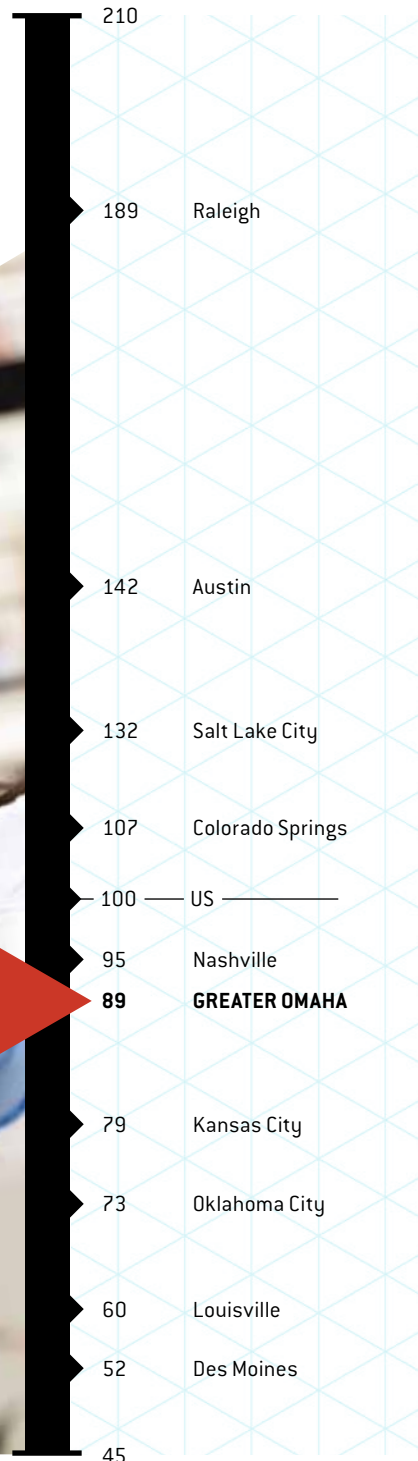 210
189 Raleigh
142 Austin
132 Salt Lake City
107 Colorado Springs
100 US
95 Nashville
89 GREATER OMAHA
79 Kansas City
73 Oklahoma City
60 Louisville
52 Des Moines
45